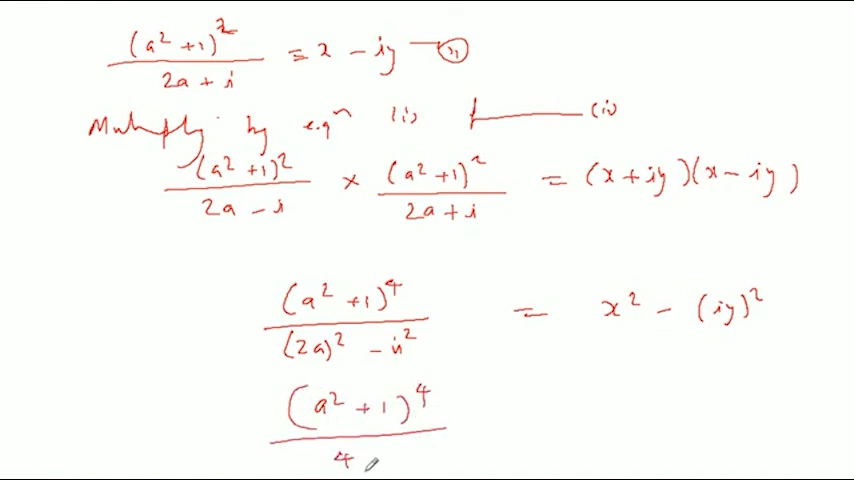 (a² + 1)² / 2a + i = x - iy — (ii)
Multiply by eqⁿ (i) (ii)
(a² + 1)² / 2a - i × (a² + 1)² / 2a + i = (x + iy)(x - iy)
(a² + 1)⁴ / (2a)² - i² = x² - (iy)²
(a² + 1)⁴ / 4